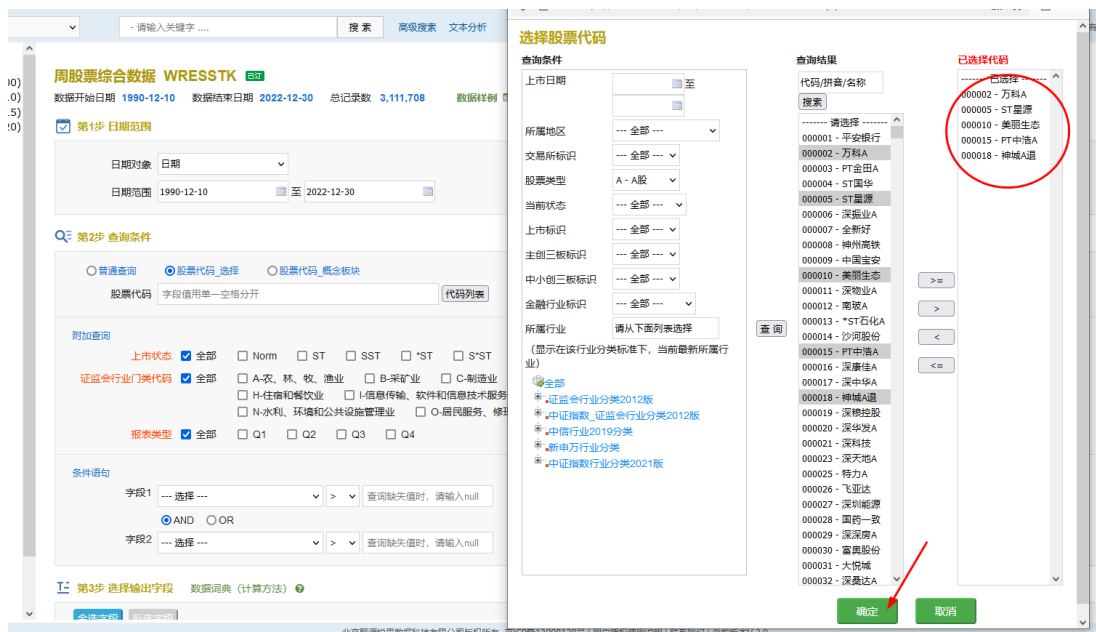 - 请输入关键字 ....
搜 索
高级搜索
文本分析
周股票综合数据 WRESSTK 已订
数据开始日期 1990-12-10 数据结束日期 2022-12-30 总记录数 3,111,708 数据样例
第1步 日期范围
日期对象 日期
日期范围 1990-12-10 至 2022-12-30
第2步 查询条件
普通查询 股票代码_选择 股票代码_概念板块
股票代码 字段值用单一空格分开 代码列表
附加查询
上市状态 全部 Norm ST SST *ST S*ST
证监会行业门类代码 全部 A-农、林、牧、渔业 B-采矿业 C-制造业
H-住宿和餐饮业 I-信息传输、软件和信息技术服务
N-水利、环境和公共设施管理业 O-居民服务、修
报表类型 全部 Q1 Q2 Q3 Q4
条件语句
字段1 --- 选择 --- > 查询缺失值时，请输入null
AND OR
字段2 --- 选择 --- > 查询缺失值时，请输入null
第3步 选择输出字段 数据词典（计算方法）
全选字段
选择股票代码
查询条件
上市日期 至
所属地区 --- 全部 ---
交易所标识 --- 全部 ---
股票类型 A - A股
当前状态 --- 全部 ---
上市标识 --- 全部 ---
主创三板标识 --- 全部 ---
中小创三板标识 --- 全部 ---
金融行业标识 --- 全部 ---
所属行业 请从下面列表选择
（显示在该行业分类标准下，当前最新所属行
业）
全部
证监会行业分类2012版
中证指数_证监会行业分类2012版
中信行业2019分类
新申万行业分类
中证指数行业分类2021版
查 询
查询结果
代码/拼音/名称
搜索
------- 请选择 -------
000001 - 平安银行
000002 - 万科A
000003 - PT金田A
000004 - ST国华
000005 - ST星源
000006 - 深振业A
000007 - 全新好
000008 - 神州高铁
000009 - 中国宝安
000010 - 美丽生态
000011 - 深物业A
000012 - 南玻A
000013 - *ST石化A
000014 - 沙河股份
000015 - PT中浩A
000016 - 深康佳A
000017 - 深中华A
000018 - 神城A退
000019 - 深粮控股
000020 - 深华发A
000021 - 深科技
000023 - 深天地A
000025 - 特力A
000026 - 飞亚达
000027 - 深圳能源
000028 - 国药一致
000029 - 深深房A
000030 - 富奥股份
000031 - 大悦城
000032 - 深桑达A
>=
>
<
<=
已选择代码
------- 已选择 -------
000002 - 万科A
000005 - ST星源
000010 - 美丽生态
000015 - PT中浩A
000018 - 神城A退
确定
取消